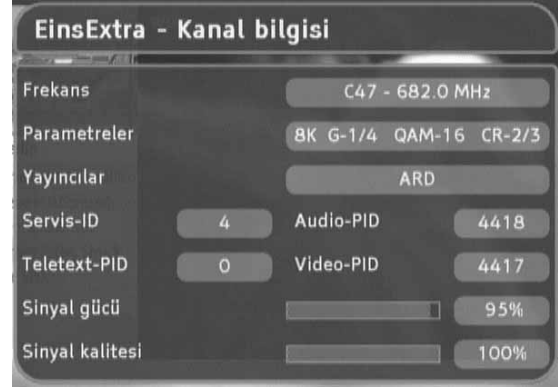 EinsExtra - Kanal bilgisi
Frekans C47 - 682.0 MHz
Parametreler 8K G-1/4 QAM-16 CR-2/3
Yayıncılar ARD
Servis-ID 4 Audio-PID 4418
Teletext-PID 0 Video-PID 4417
Sinyal gücü 95%
Sinyal kalitesi 100%